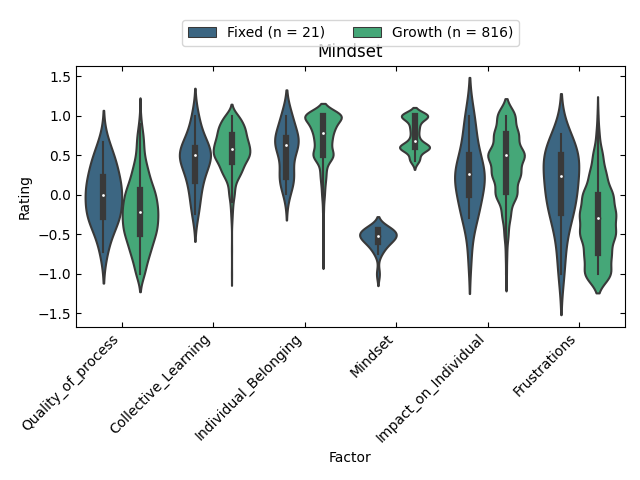 Fixed (n = 21)
Growth (n = 816)
Mindset
Rating
1.5
1.0
0.5
0.0
−0.5
−1.0
−1.5
Quality_of_process
Collective_Learning
Individual_Belonging
Mindset
Impact_on_Individual
Frustrations
Factor